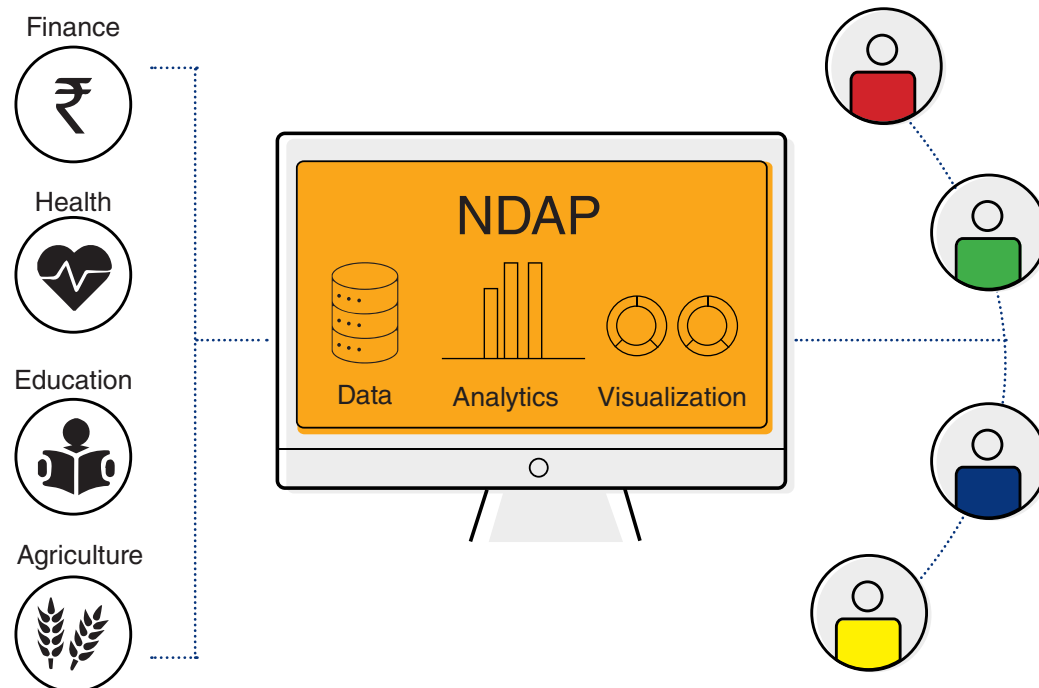 Finance
₹
Health
Education
Agriculture
NDAP
Data
Analytics
Visualization